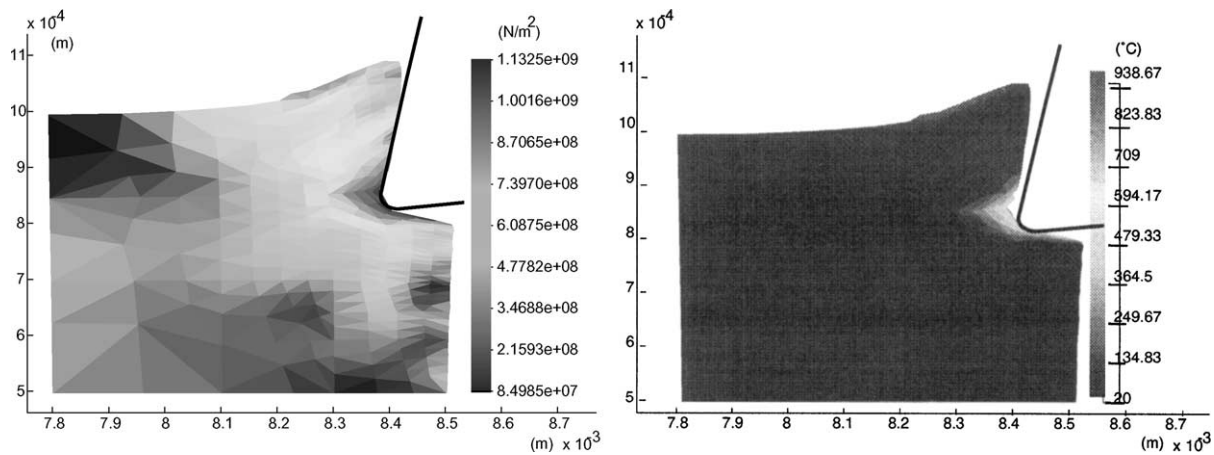 x 10⁴
(m)
(N/m²)
11
10
9
8
7
6
5
1.1325e+09
1.0016e+09
8.7065e+08
7.3970e+08
6.0875e+08
4.7782e+08
3.4688e+08
2.1593e+08
8.4985e+07
7.8 7.9 8 8.1 8.2 8.3 8.4 8.5 8.6 8.7
(m) x 10⁻³
x 10⁻⁴
(°C)
11
10
9
8
7
6
5
938.67
823.83
709
594.17
479.33
364.5
249.67
134.83
20
7.8 7.9 8 8.1 8.2 8.3 8.4 8.5 8.6 8.7
(m) x 10⁻³